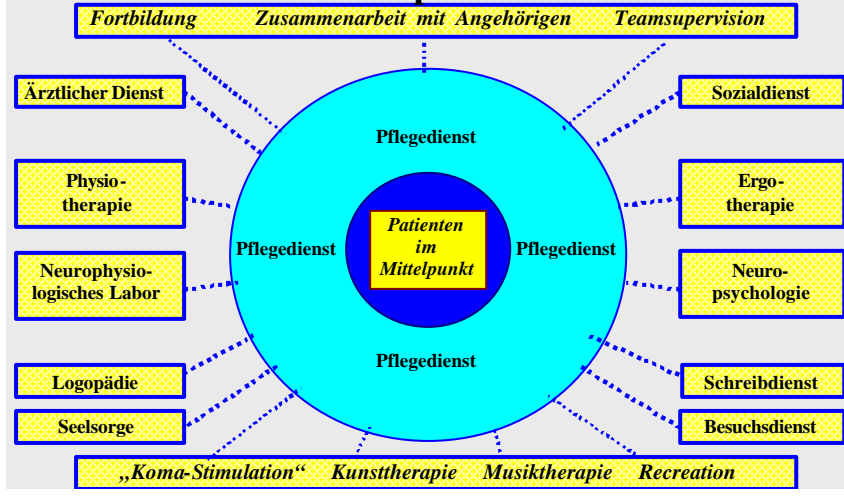 Fortbildung Zusammenarbeit mit Angehörigen Teamsupervision
Ärztlicher Dienst
Sozialdienst
Pflegedienst
Physio-
therapie
Ergo-
therapie
Patienten
im
Mittelpunkt
Pflegedienst
Pflegedienst
Neurophysio-
logisches Labor
Neuro-
psychologie
Pflegedienst
Logopädie
Schreibdienst
Seelsorge
Besuchsdienst
„Koma-Stimulation“ Kunsttherapie Musiktherapie Recreation